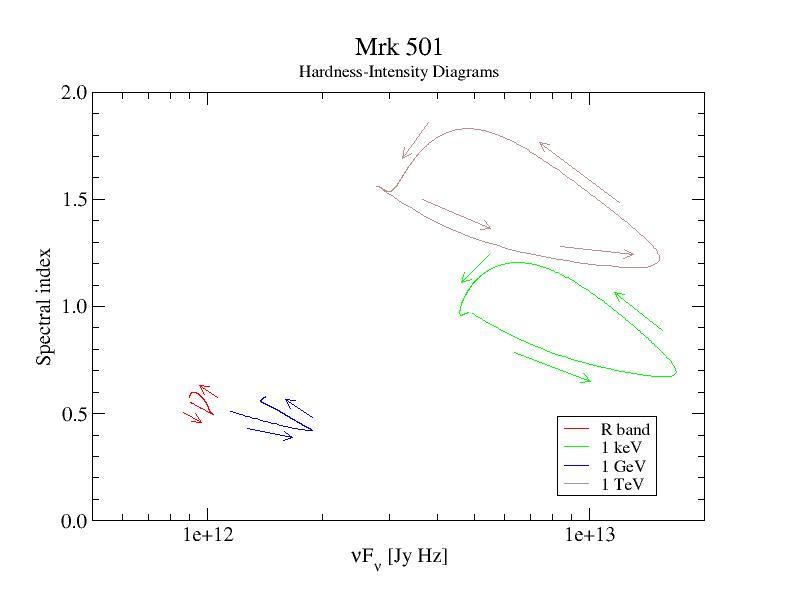 Mrk 501
Hardness-Intensity Diagrams
2.0
1.5
1.0
0.5
0.0
Spectral index
1e+12
1e+13
νFν [Jy Hz]
R band
1 keV
1 GeV
1 TeV